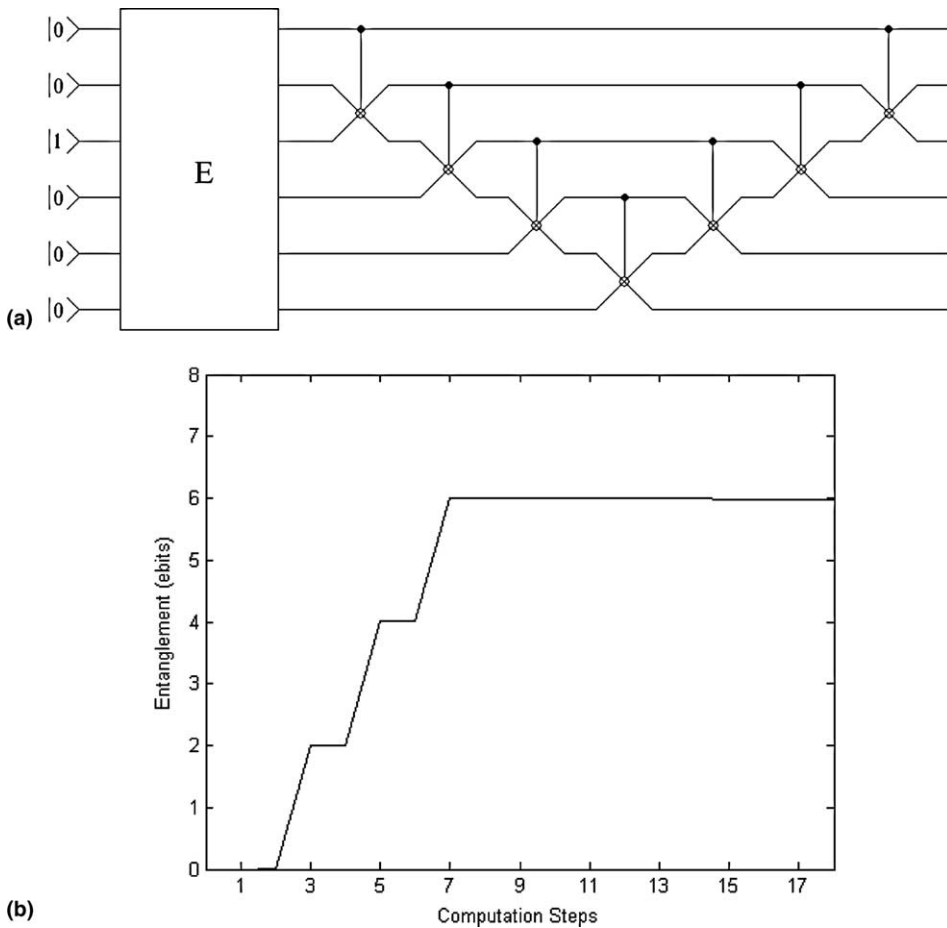 |0⟩
|0⟩
|1⟩
E
|0⟩
|0⟩
|0⟩
(a)
8
7
6
5
4
3
2
1
0
Entanglement (ebits)
1 3 5 7 9 11 13 15 17
Computation Steps
(b)